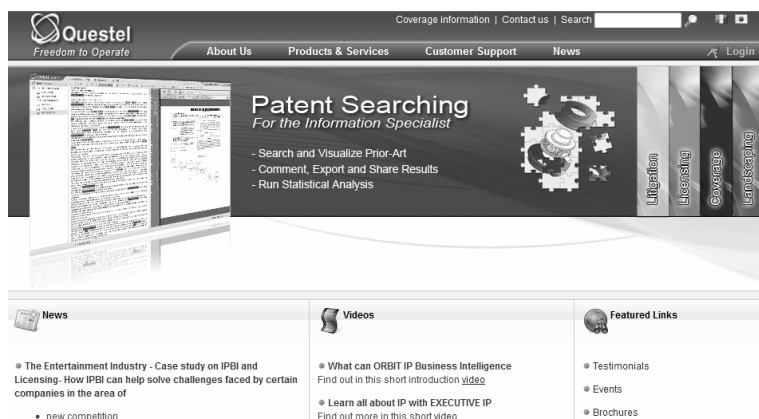 Coverage information | Contact us | Search
Questel
Freedom to Operate
About Us Products & Services Customer Support News Login
Patent Searching
For the Information Specialist
- Search and Visualize Prior-Art
- Comment, Export and Share Results
- Run Statistical Analysis
Litigation
Licensing
Coverage
Landscaping
News
The Entertainment Industry - Case study on IPBI and
Licensing- How IPBI can help solve challenges faced by certain
companies in the area of
new competition
Videos
What can ORBIT IP Business Intelligence
Find out in this short introduction video
Learn all about IP with EXECUTIVE IP
Find out more in this short video
Featured Links
Testimonials
Events
Brochures